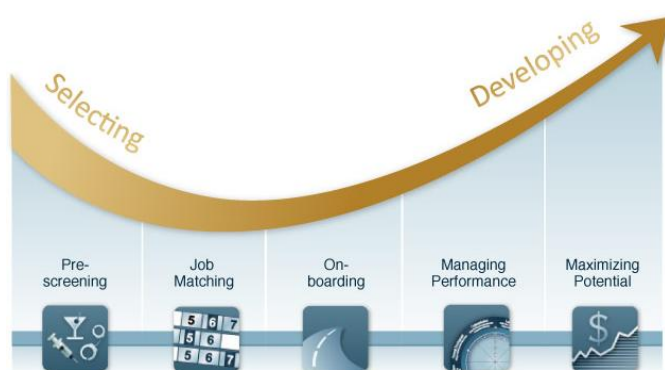 Selecting
Developing
Pre-
screening
Job
Matching
On-
boarding
Managing
Performance
Maximizing
Potential
5 6 7
5 6
5 6 7
$